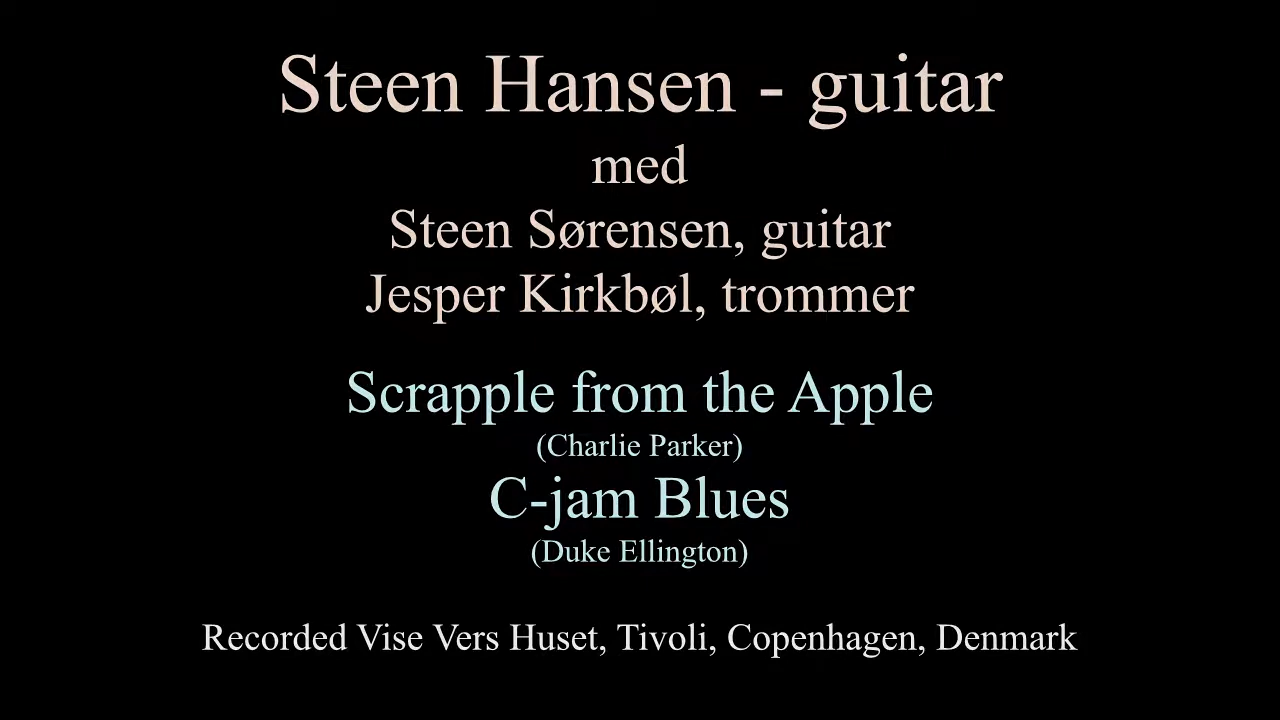 Steen Hansen - guitar
med
Steen Sørensen, guitar
Jesper Kirkbøl, trommer
Scrapple from the Apple
(Charlie Parker)
C-jam Blues
(Duke Ellington)
Recorded Vise Vers Huset, Tivoli, Copenhagen, Denmark